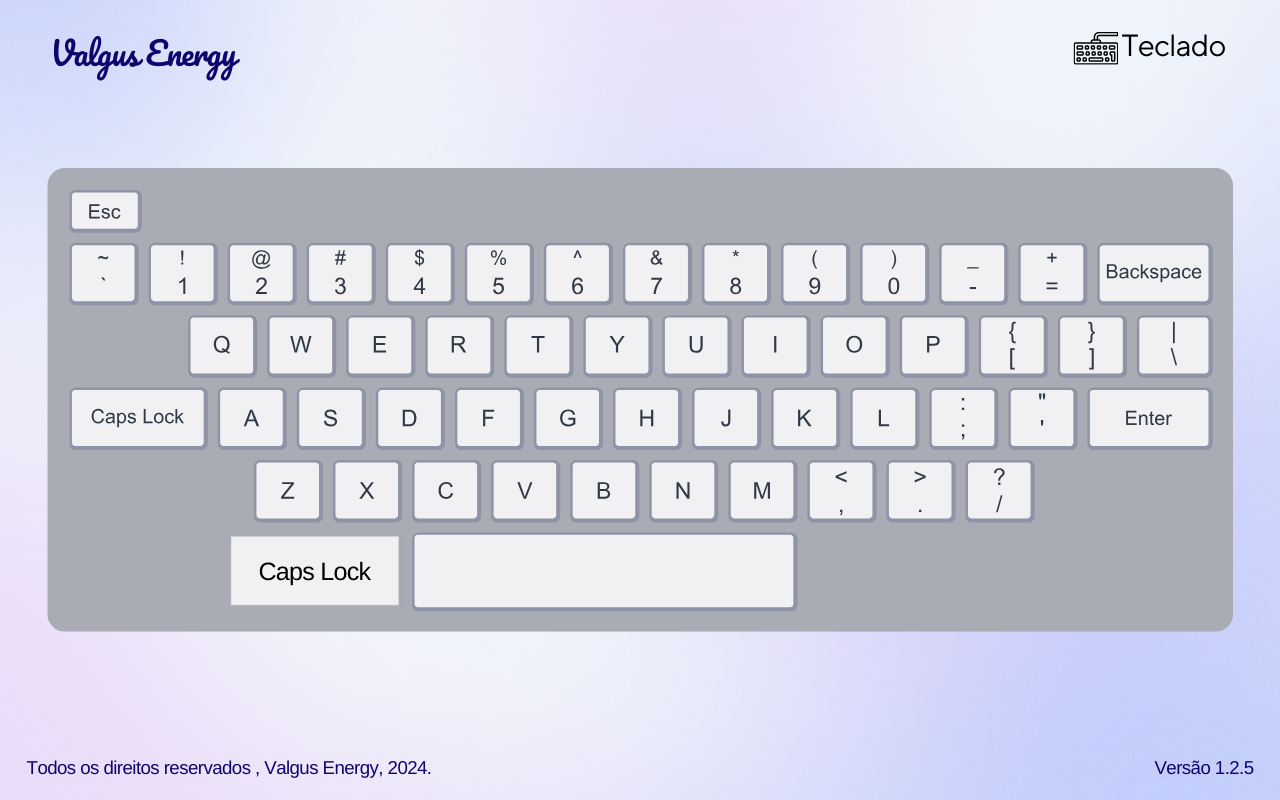 Valgus Energy
Teclado
Esc
~ ! @ # $ % ^ & * ( ) _ +
` 1 2 3 4 5 6 7 8 9 0 - = Backspace
Q W E R T Y U I O P { } |
[ ] \
Caps Lock A S D F G H J K L : " Enter
; '
Z X C V B N M < > ?
, . /
Caps Lock
Todos os direitos reservados , Valgus Energy, 2024.
Versão 1.2.5